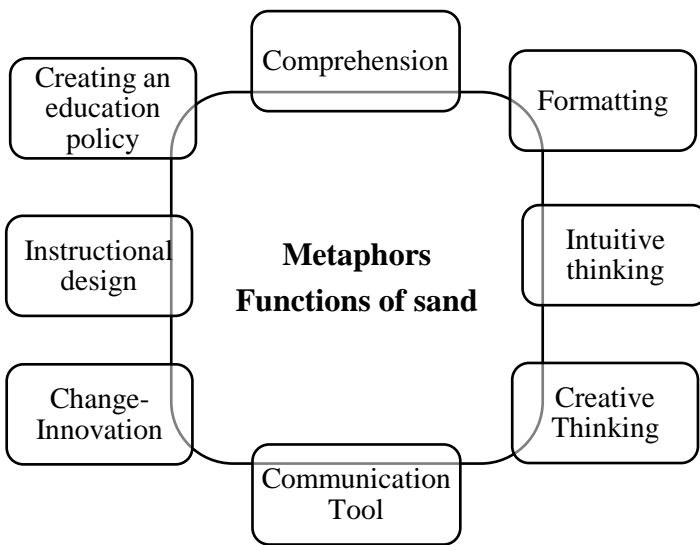 Comprehension
Formatting
Intuitive
thinking
Creative
Thinking
Communication
Tool
Change-
Innovation
Instructional
design
Creating an
education
policy
Metaphors
Functions of sand